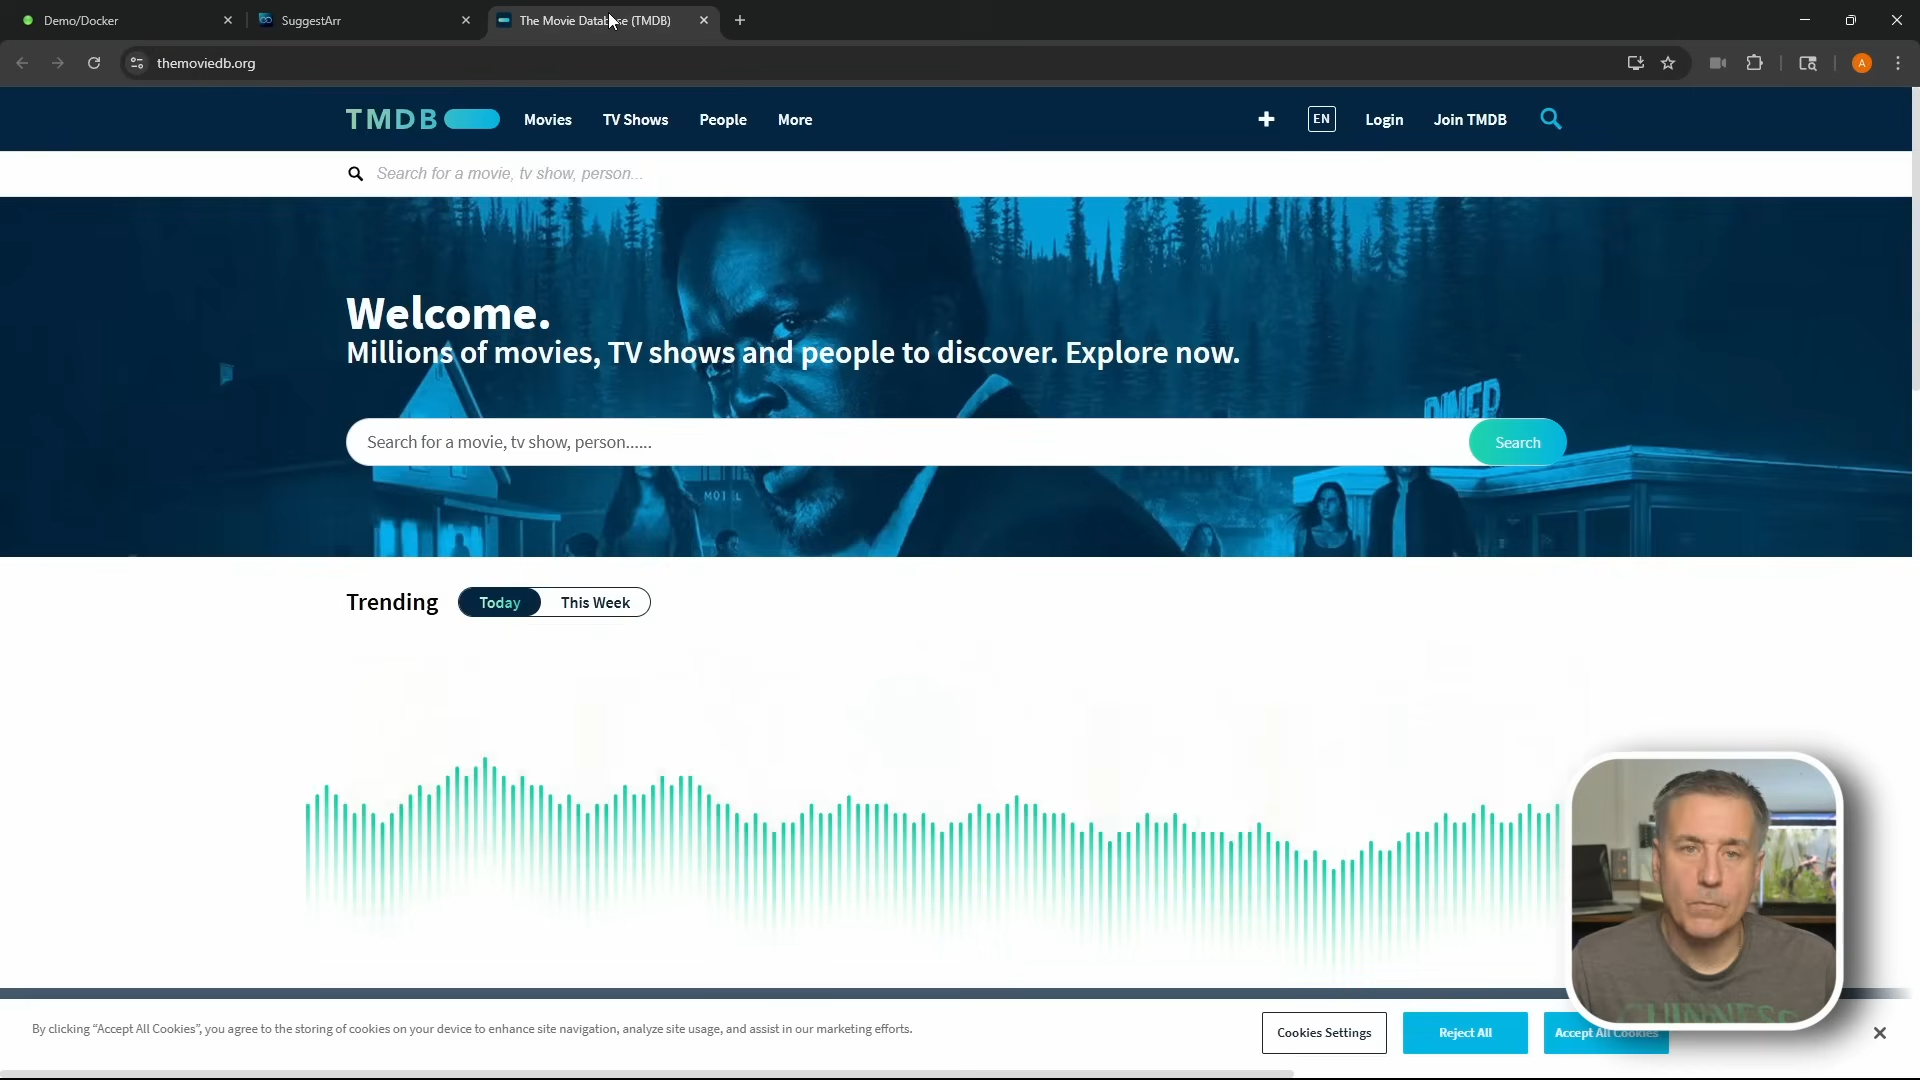 Demo/Docker
SuggestArr
The Movie Database (TMDB)
themoviedb.org
A
TMDB
Movies
TV Shows
People
More
EN
Login
Join TMDB
Search for a movie, tv show, person...
Welcome.
Millions of movies, TV shows and people to discover. Explore now.
DINER
Search for a movie, tv show, person......
Search
Trending
Today
This Week
By clicking “Accept All Cookies”, you agree to the storing of cookies on your device to enhance site navigation, analyze site usage, and assist in our marketing efforts.
Cookies Settings
Reject All
Accept All Cookies